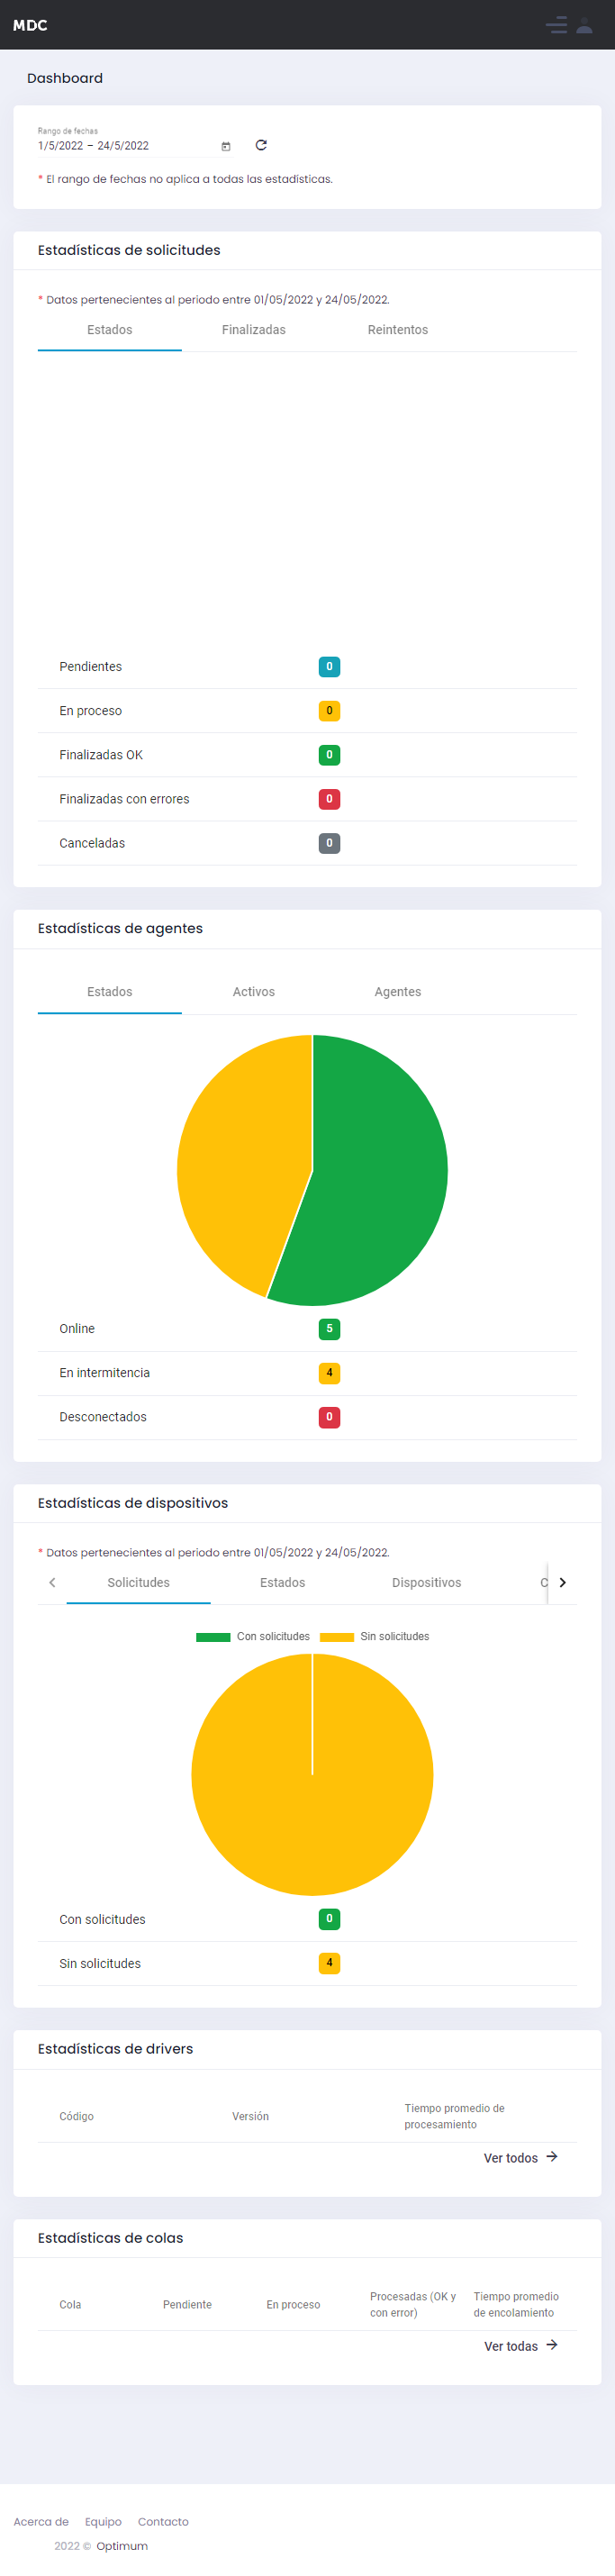 MDC
Dashboard
Rango de fechas
1/5/2022 – 24/5/2022
* El rango de fechas no aplica a todas las estadísticas.
Estadísticas de solicitudes
* Datos pertenecientes al periodo entre 01/05/2022 y 24/05/2022.
Estados Finalizadas Reintentos
Pendientes 0
En proceso 0
Finalizadas OK 0
Finalizadas con errores 0
Canceladas 0
Estadísticas de agentes
Estados Activos Agentes
Online 5
En intermitencia 4
Desconectados 0
Estadísticas de dispositivos
* Datos pertenecientes al periodo entre 01/05/2022 y 24/05/2022.
Solicitudes Estados Dispositivos C
Con solicitudes Sin solicitudes
Con solicitudes 0
Sin solicitudes 4
Estadísticas de drivers
Código Versión Tiempo promedio de
procesamiento
Ver todos
Estadísticas de colas
Cola Pendiente En proceso Procesadas (OK y Tiempo promedio
con error) de encolamiento
Ver todas
Acerca de Equipo Contacto
2022 © Optimum